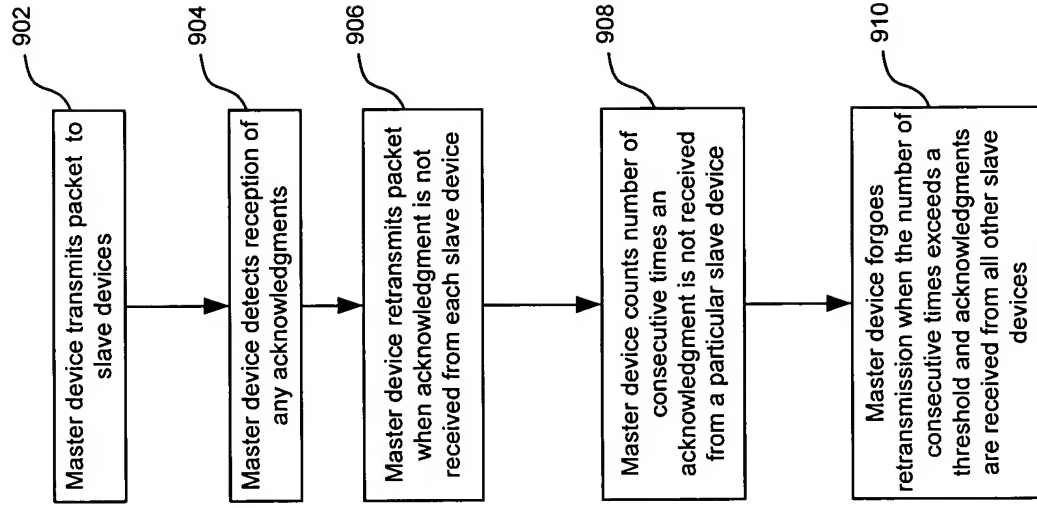 902
Master device transmits packet to
slave devices
904
Master device detects reception of
any acknowledgments
906
Master device retransmits packet
when acknowledgment is not
received from each slave device
908
Master device counts number of
consecutive times an
acknowledgment is not received
from a particular slave device
910
Master device forgoes
retransmission when the number of
consecutive times exceeds a
threshold and acknowledgments
are received from all other slave
devices